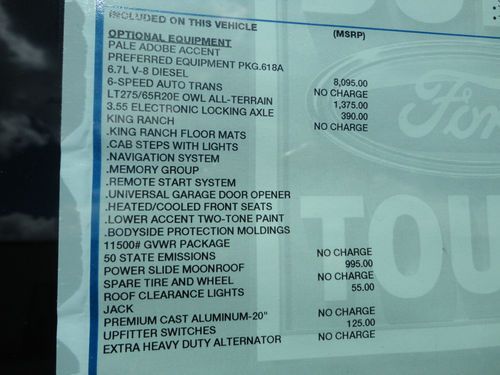 INCLUDED ON THIS VEHICLE (MSRP)
OPTIONAL EQUIPMENT
PALE ADOBE ACCENT
PREFERRED EQUIPMENT PKG.618A
6.7L V-8 DIESEL 8,095.00
6-SPEED AUTO TRANS NO CHARGE
LT275/65R20E OWL ALL-TERRAIN 1,375.00
3.55 ELECTRONIC LOCKING AXLE 390.00
KING RANCH NO CHARGE
.KING RANCH FLOOR MATS
.CAB STEPS WITH LIGHTS
.NAVIGATION SYSTEM
.MEMORY GROUP
.REMOTE START SYSTEM
.UNIVERSAL GARAGE DOOR OPENER
.HEATED/COOLED FRONT SEATS
.LOWER ACCENT TWO-TONE PAINT
.BODYSIDE PROTECTION MOLDINGS
11500# GVWR PACKAGE
50 STATE EMISSIONS NO CHARGE
POWER SLIDE MOONROOF 995.00
SPARE TIRE AND WHEEL NO CHARGE
ROOF CLEARANCE LIGHTS 55.00
JACK
PREMIUM CAST ALUMINUM-20" NO CHARGE
UPFITTER SWITCHES 125.00
EXTRA HEAVY DUTY ALTERNATOR NO CHARGE
Ford
TOU